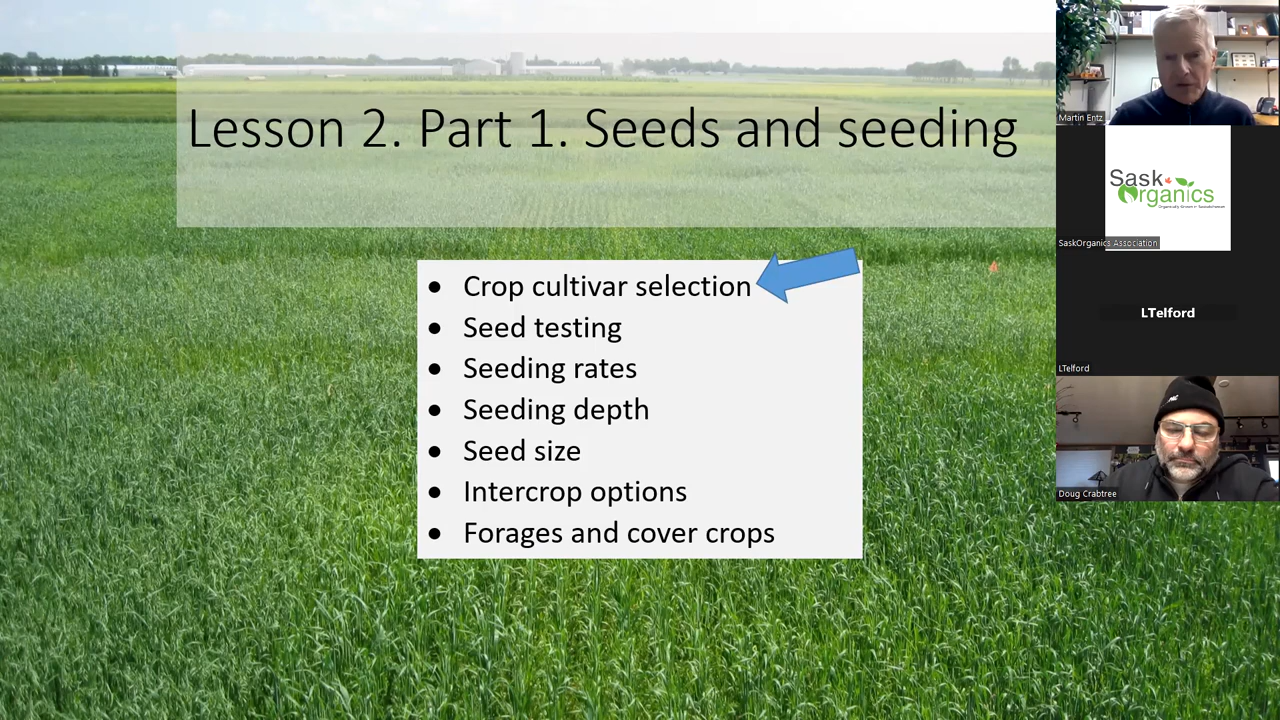 Lesson 2. Part 1. Seeds and seeding
• Crop cultivar selection
• Seed testing
• Seeding rates
• Seeding depth
• Seed size
• Intercrop options
• Forages and cover crops
Martin Entz
Sask
Organics
SaskOrganics Association
LTelford
LTelford
Doug Crabtree